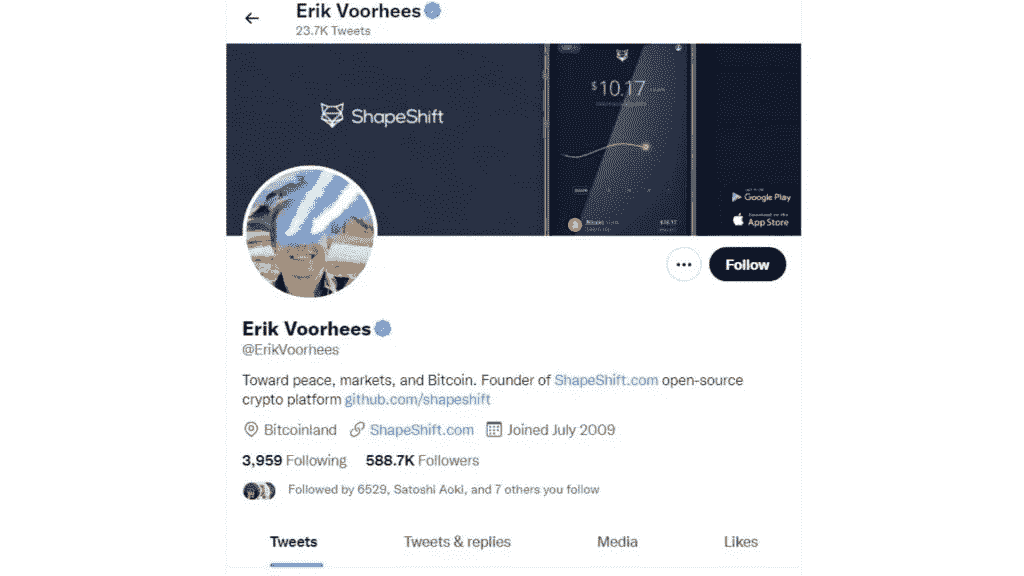 Erik Voorhees
23.7K Tweets
ShapeShift
$10.17
Google Play
App Store
Follow
Erik Voorhees
@ErikVoorhees
Toward peace, markets, and Bitcoin. Founder of ShapeShift.com open-source
crypto platform github.com/shapeshift
Bitcoinland ShapeShift.com Joined July 2009
3,959 Following 588.7K Followers
Followed by 6529, Satoshi Aoki, and 7 others you follow
Tweets Tweets & replies Media Likes